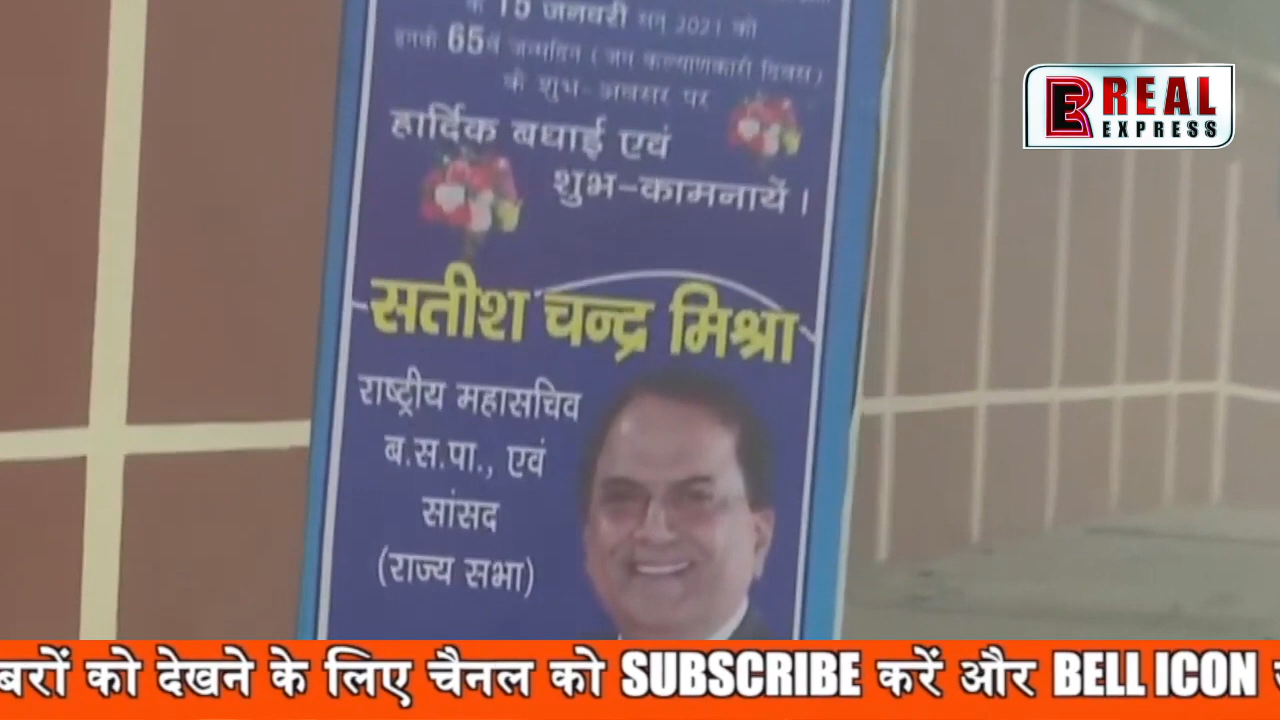 के 15 जनवरी सन् 2021 को
इनके 65वें जन्मदिन (जन कल्याणकारी दिवस)
के शुभ-अवसर पर
हार्दिक बधाई एवं
शुभ-कामनायें।
सतीश चन्द्र मिश्रा
राष्ट्रीय महासचिव
ब.स.पा., एवं
सांसद
(राज्य सभा)
REAL
EXPRESS
बरों को देखने के लिए चैनल को SUBSCRIBE करें और BELL ICON